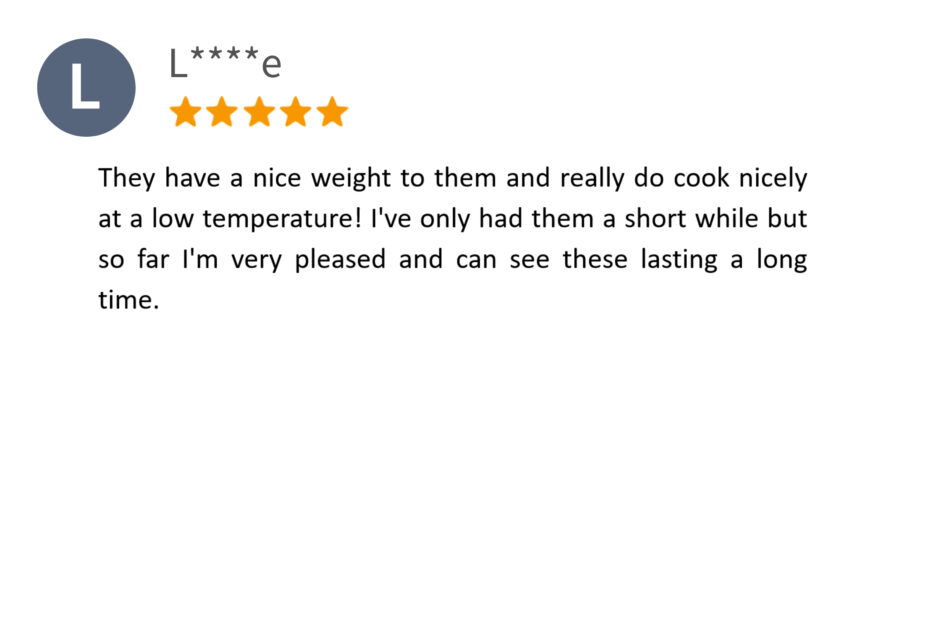 L
L****e
They have a nice weight to them and really do cook nicely
at a low temperature! I've only had them a short while but
so far I'm very pleased and can see these lasting a long
time.